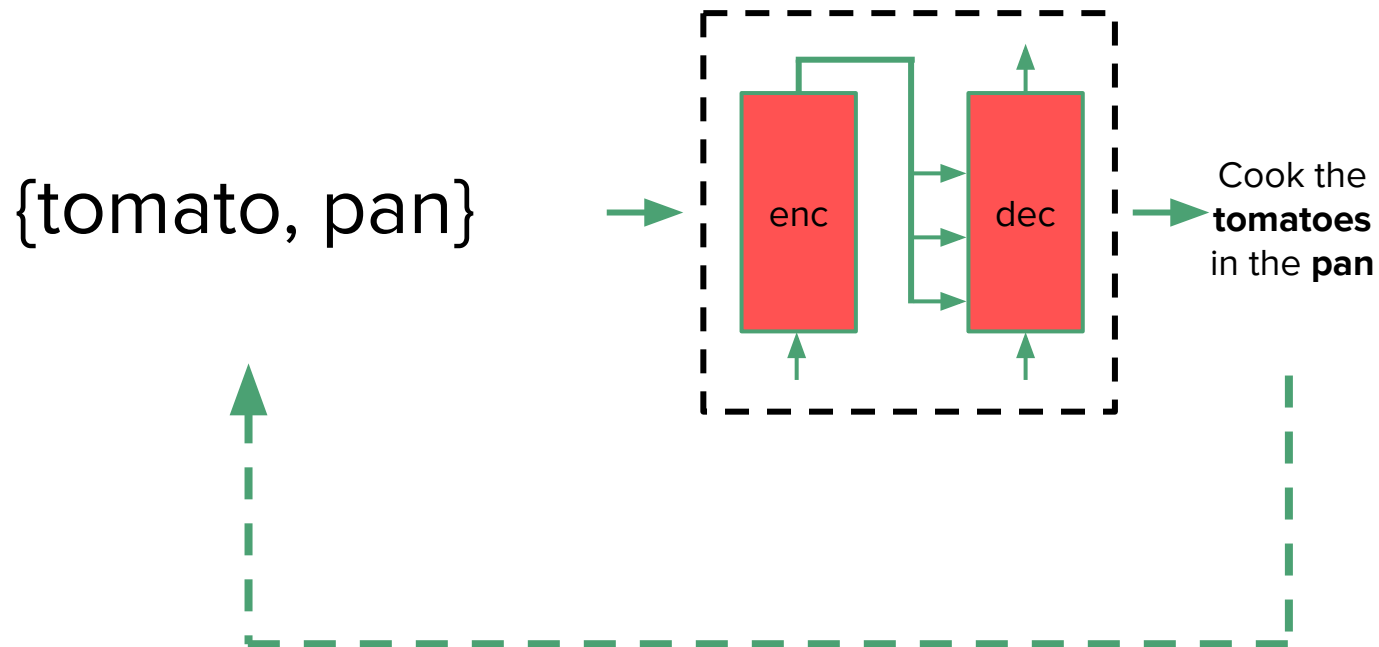 {tomato, pan}
enc
dec
Cook the
tomatoes
in the pan